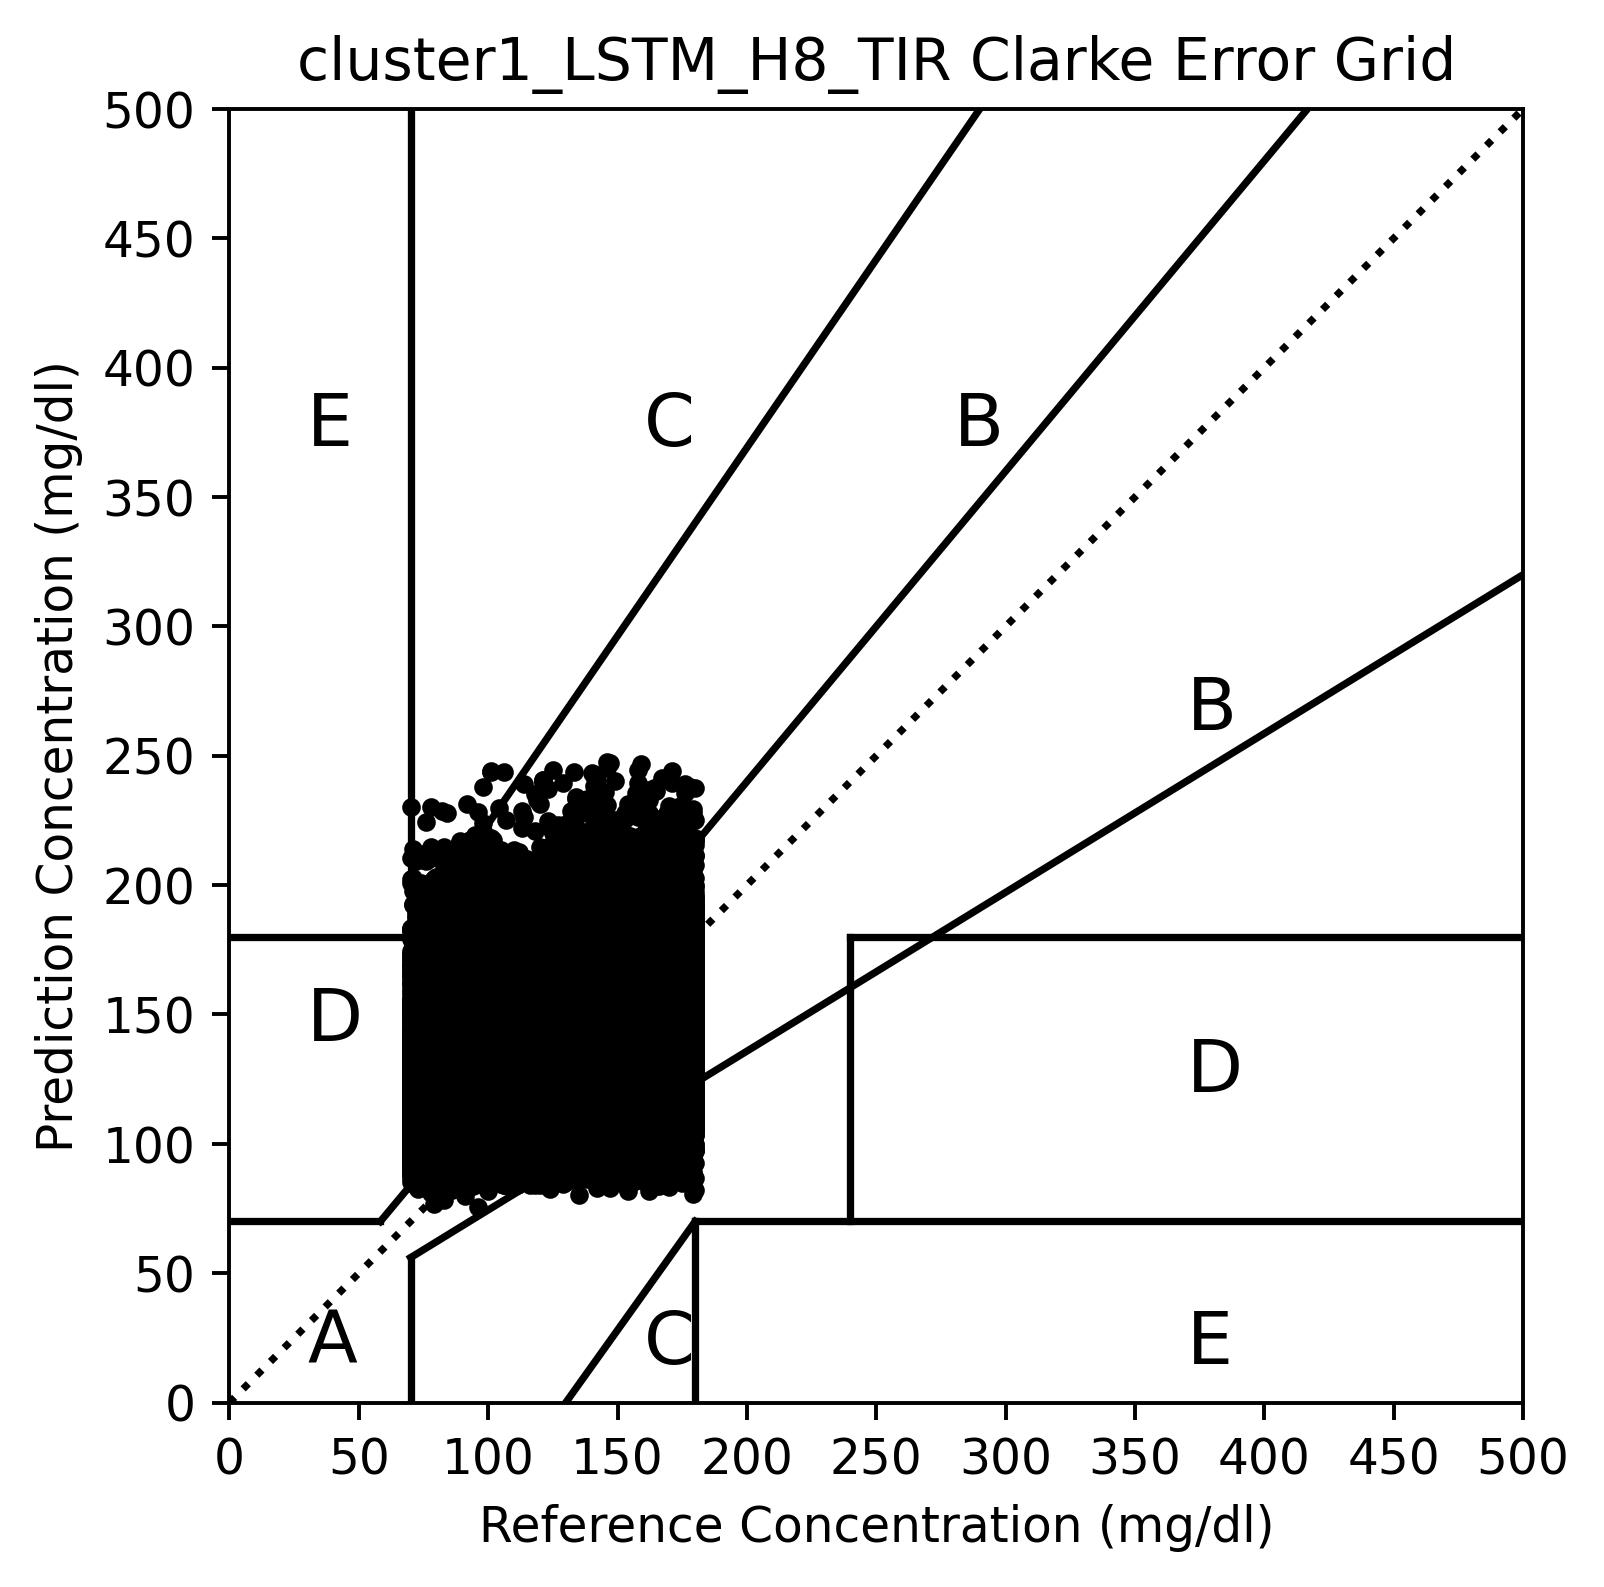 cluster1_LSTM_H8_TIR Clarke Error Grid
500
450
400
350
300
250
200
150
100
50
0
Prediction Concentration (mg/dl)
E
C
B
B
D
D
A
C
E
0 50 100 150 200 250 300 350 400 450 500
Reference Concentration (mg/dl)